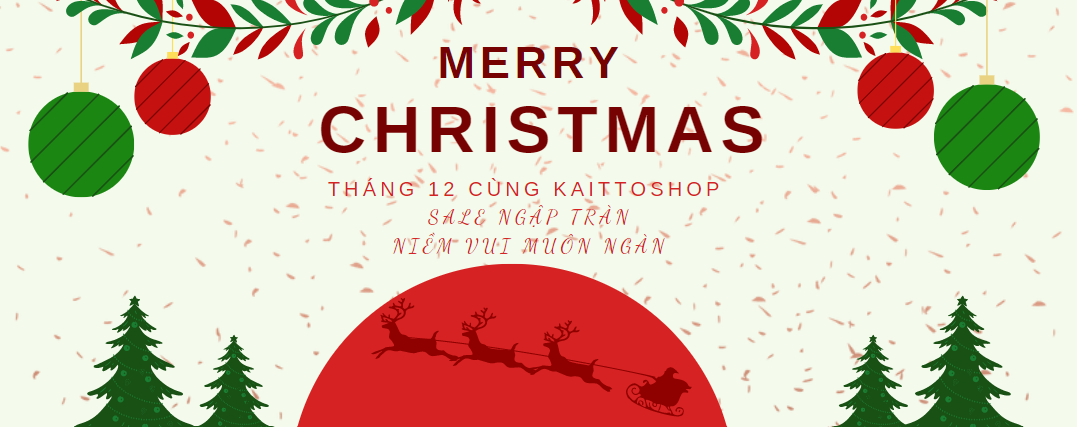 MERRY
CHRISTMAS
THÁNG 12 CÙNG KAITTOSHOP
SALE NGẬP TRÀN
NIỀM VUI MUÔN NGÀN